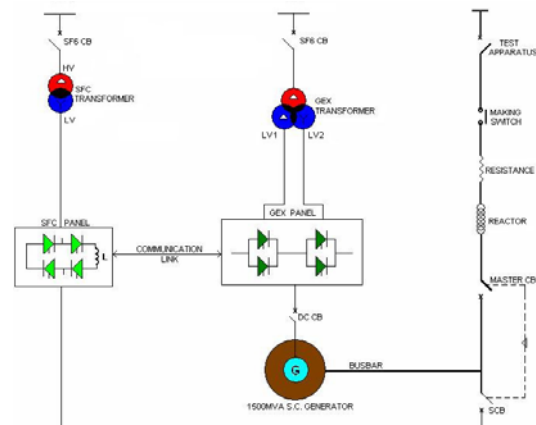 SF6 CB
HV
SFC
TRANSFORMER
LV
SF6 CB
GEX
TRANSFORMER
LV1
LV2
TEST
APPARATUS
MAKING
SWITCH
RESISTANCE
REACTOR
SFC PANEL
L
COMMUNICATION
LINK
GEX PANEL
MASTER CB
DC CB
G
BUSBAR
1500MVA S.C. GENERATOR
SCB